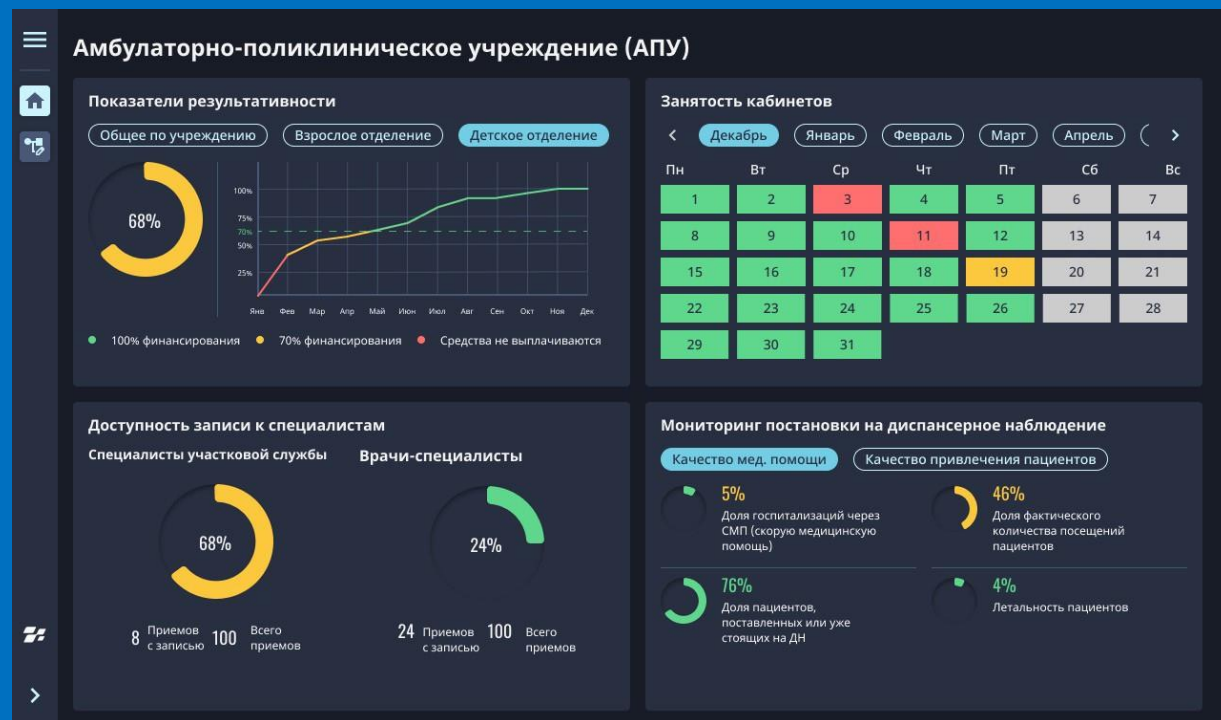 Амбулаторно-поликлиническое учреждение (АПУ)
Показатели результативности
Общее по учреждению
Взрослое отделение
Детское отделение
68%
100%
75%
70%
50%
25%
Янв Фев Мар Апр Май Июн Июл Авг Сен Окт Ноя Дек
100% финансирования
70% финансирования
Средства не выплачиваются
Занятость кабинетов
Декабрь
Январь
Февраль
Март
Апрель
Пн Вт Ср Чт Пт Сб Вс
1 2 3 4 5 6 7
8 9 10 11 12 13 14
15 16 17 18 19 20 21
22 23 24 25 26 27 28
29 30 31
Доступность записи к специалистам
Специалисты участковой службы
68%
8 Приемов
с записью
100 Всего
приемов
Врачи-специалисты
24%
24 Приемов
с записью
100 Всего
приемов
Мониторинг постановки на диспансерное наблюдение
Качество мед. помощи
Качество привлечения пациентов
5%
Доля госпитализаций через
СМП (скорую медицинскую
помощь)
46%
Доля фактического
количества посещений
пациентов
76%
Доля пациентов,
поставленных или уже
стоящих на ДН
4%
Летальность пациентов